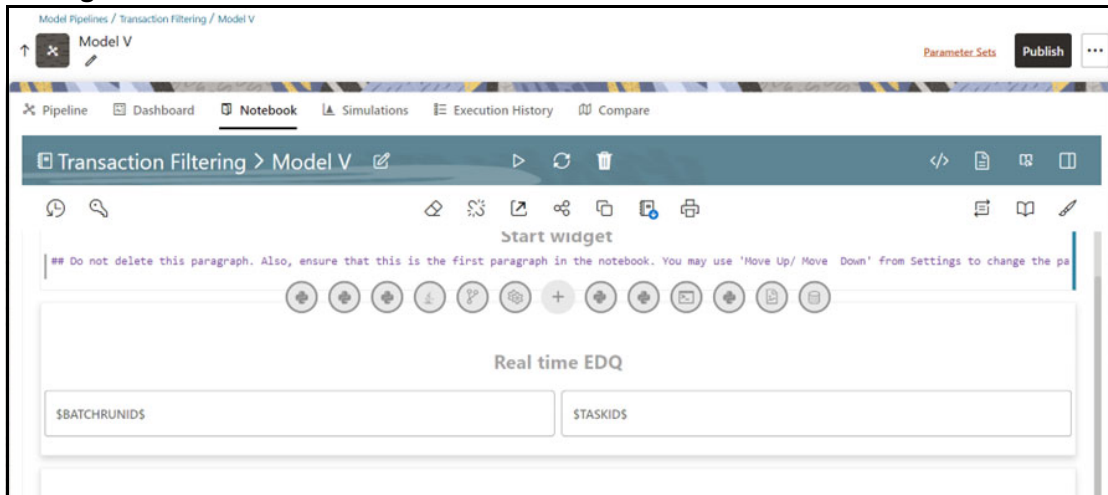 Model Pipelines / Transaction Filtering / Model V
Model V
Parameter Sets
Publish
Pipeline Dashboard Notebook Simulations Execution History Compare
Transaction Filtering > Model V
Start widget
## Do not delete this paragraph. Also, ensure that this is the first paragraph in the notebook. You may use 'Move Up/ Move Down' from Settings to change the pa
Real time EDQ
$BATCHRUNID$ $TASKID$